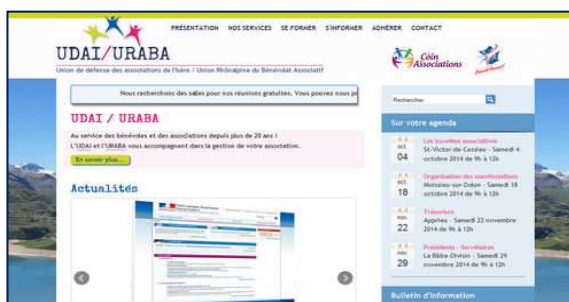 PRÉSENTATION NOS SERVICES SE FORMER S'INFORMER ADHÉRER CONTACT
UDAI/URABA
Union de défense des associations de l'Isère / Union Rhônalpine du Bénévolat Associatif
Coin
Associations
Nous recherchons des salles pour nos réunions gratuites. Vous pouvez nous p
UDAI / URABA
Au service des bénévoles et des associations depuis plus de 20 ans !
L'UDAI et l'URABA vous accompagnent dans la gestion de votre association.
En savoir plus...
Actualités
Rechercher
Sur votre agenda
oct.
04
Les buvettes associatives
St-Victor de Cessieu - Samedi 4
octobre 2014 de 9h à 12h
oct.
18
Organisation des manifestations
Moissieu-sur-Dolon - Samedi 18
octobre 2014 de 9h à 12h
nov.
22
Trésoriers
Apprieu - Samedi 22 novembre
2014 de 9h à 12h
nov.
29
Présidents - Secrétaires
La Bâtie-Divisin - Samedi 29
novembre 2014 de 9h à 12h
Bulletin d'information